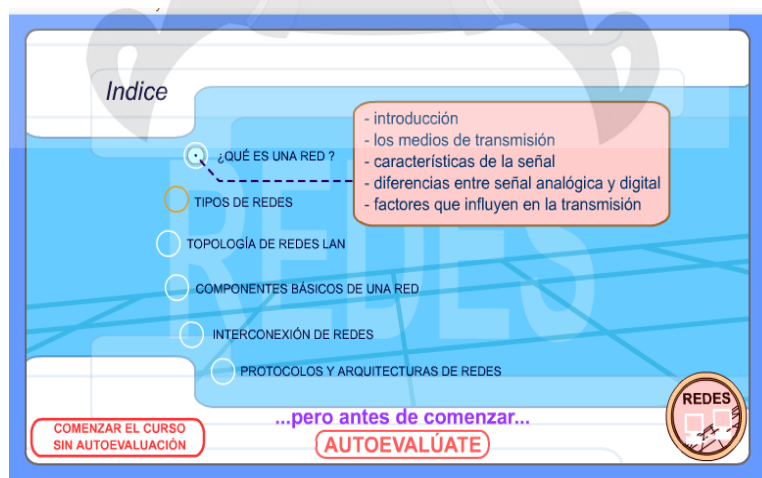 Indice
- introducción
- los medios de transmisión
- características de la señal
- diferencias entre señal analógica y digital
- factores que influyen en la transmisión
¿QUÉ ES UNA RED ?
TIPOS DE REDES
TOPOLOGÍA DE REDES LAN
COMPONENTES BÁSICOS DE UNA RED
INTERCONEXIÓN DE REDES
PROTOCOLOS Y ARQUITECTURAS DE REDES
REDES
...pero antes de comenzar...
AUTOEVALÚATE
COMENZAR EL CURSO
SIN AUTOEVALUACIÓN
REDES